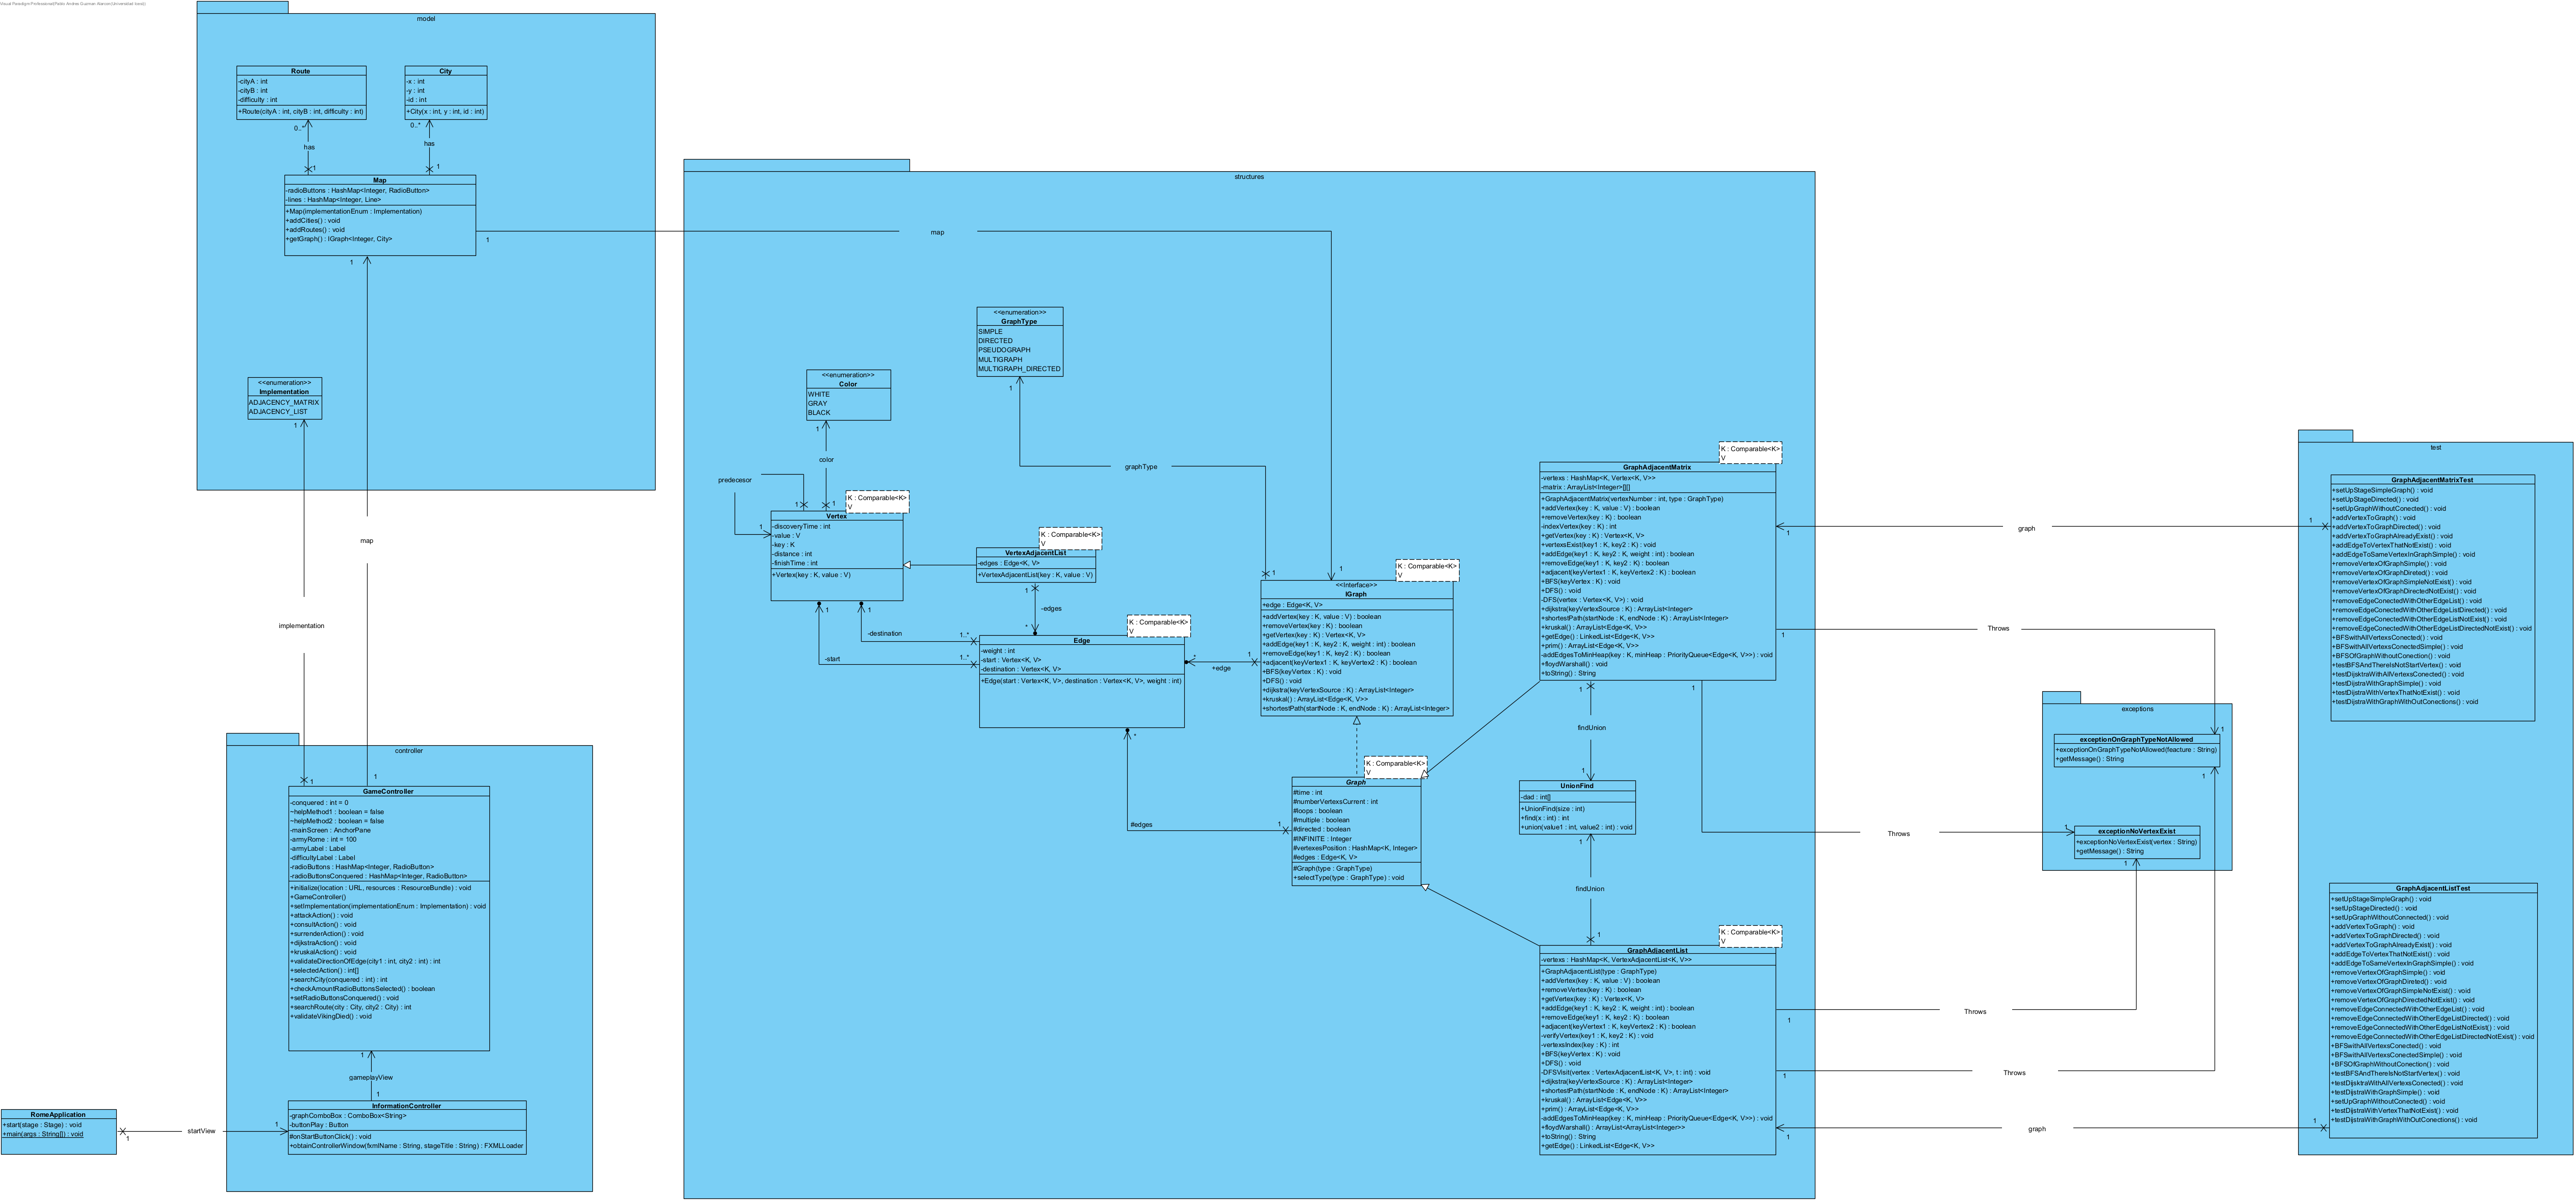 model
Route
-cityA : int
-cityB : int
-difficulty : int
+Route(cityA : int, cityB : int, difficulty : int)
City
-x : int
-y : int
-id : int
+City(x : int, y : int, id : int)
0..*
has
1
0..*
has
1
Map
-radioButtons : HashMap<Integer, RadioButton>
-lines : HashMap<Integer, Line>
+Map(implementationEnum : Implementation)
+addCities() : void
+addRoutes() : void
+getGraph() : IGraph<Integer, City>
1
map
1
1
<<enumeration>>
Implementation
ADJACENCY_MATRIX
ADJACENCY_LIST
1
map
implementation
1
1
controller
GameController
-conquered : int = 0
~helpMethod1 : boolean = false
~helpMethod2 : boolean = false
-mainScreen : AnchorPane
-armyRome : int = 100
-armyLabel : Label
-difficultyLabel : Label
-radioButtons : HashMap<Integer, RadioButton>
-radioButtonsConquered : HashMap<Integer, RadioButton>
+initialize(location : URL, resources : ResourceBundle) : void
+GameController()
+setImplementation(implementationEnum : Implementation) : void
+attackAction() : void
+consultAction() : void
+surrenderAction() : void
+dijkstraAction() : void
+kruskalAction() : void
+validateDirectionOfEdge(city1 : int, city2 : int) : int
+selectedAction() : int[]
+searchCity(conquered : int) : int
+checkAmountRadioButtonsSelected() : boolean
+setRadioButtonsConquered() : void
+searchRoute(city : City, city2 : City) : int
+validateVikingDied() : void
1
gameplayView
1
InformationController
-graphComboBox : ComboBox<String>
-buttonPlay : Button
#onStartButtonClick() : void
+obtainControllerWindow(fxmlName : String, stageTitle : String) : FXMLLoader
RomeApplication
+start(stage : Stage) : void
+main(args : String[]) : void
1
startView
1
structures
<<enumeration>>
GraphType
SIMPLE
DIRECTED
PSEUDOGRAPH
MULTIGRAPH
MULTIGRAPH_DIRECTED
1
graphType
1
<<enumeration>>
Color
WHITE
GRAY
BLACK
1
color
1
predecesor
1
1
K : Comparable<K>
V
Vertex
-discoveryTime : int
-value : V
-key : K
-distance : int
-finishTime : int
+Vertex(key : K, value : V)
K : Comparable<K>
V
VertexAdjacentList
-edges : Edge<K, V>
+VertexAdjacentList(key : K, value : V)
1
-edges
*
1
-destination
1..*
1
-start
1..*
K : Comparable<K>
V
Edge
-weight : int
-start : Vertex<K, V>
-destination : Vertex<K, V>
+Edge(start : Vertex<K, V>, destination : Vertex<K, V>, weight : int)
*
+edge
1
*
#edges
1
K : Comparable<K>
V
<<Interface>>
IGraph
+edge : Edge<K, V>
+addVertex(key : K, value : V) : boolean
+removeVertex(key : K) : boolean
+getVertex(key : K) : Vertex<K, V>
+addEdge(key1 : K, key2 : K, weight : int) : boolean
+removeEdge(key1 : K, key2 : K) : boolean
+adjacent(keyVertex1 : K, keyVertex2 : K) : boolean
+BFS(keyVertex : K) : void
+DFS() : void
+dijkstra(keyVertexSource : K) : ArrayList<Integer>
+kruskal() : ArrayList<Edge<K, V>>
+shortestPath(startNode : K, endNode : K) : ArrayList<Integer>
K : Comparable<K>
V
Graph
#time : int
#numberVertexsCurrent : int
#loops : boolean
#multiple : boolean
#directed : boolean
#INFINITE : Integer
#vertexesPosition : HashMap<K, Integer>
#edges : Edge<K, V>
#Graph(type : GraphType)
+selectType(type : GraphType) : void
K : Comparable<K>
V
GraphAdjacentMatrix
-vertexs : HashMap<K, Vertex<K, V>>
-matrix : ArrayList<Integer>[][]
+GraphAdjacentMatrix(vertexNumber : int, type : GraphType)
+addVertex(key : K, value : V) : boolean
+removeVertex(key : K) : boolean
-indexVertex(key : K) : int
+getVertex(key : K) : Vertex<K, V>
+vertexsExist(key1 : K, key2 : K) : void
+addEdge(key1 : K, key2 : K, weight : int) : boolean
+removeEdge(key1 : K, key2 : K) : boolean
+adjacent(keyVertex1 : K, keyVertex2 : K) : boolean
+BFS(keyVertex : K) : void
+DFS() : void
-DFS(vertex : Vertex<K, V>) : void
+dijkstra(keyVertexSource : K) : ArrayList<Integer>
+shortestPath(startNode : K, endNode : K) : ArrayList<Integer>
+kruskal() : ArrayList<Edge<K, V>>
+getEdge() : LinkedList<Edge<K, V>>
+prim() : ArrayList<Edge<K, V>>
-addEdgesToMinHeap(key : K, minHeap : PriorityQueue<Edge<K, V>>) : void
+floydWarshall() : void
+toString() : String
1
findUnion
1
UnionFind
-dad : int[]
+UnionFind(size : int)
+find(x : int) : int
+union(value1 : int, value2 : int) : void
1
findUnion
1
K : Comparable<K>
V
GraphAdjacentList
-vertexs : HashMap<K, VertexAdjacentList<K, V>>
+GraphAdjacentList(type : GraphType)
+addVertex(key : K, value : V) : boolean
+removeVertex(key : K) : boolean
+getVertex(key : K) : Vertex<K, V>
+addEdge(key1 : K, key2 : K, weight : int) : boolean
+removeEdge(key1 : K, key2 : K) : boolean
+adjacent(keyVertex1 : K, keyVertex2 : K) : boolean
-verifyVertex(key1 : K, key2 : K) : void
-vertexsIndex(key : K) : int
+BFS(keyVertex : K) : void
+DFS() : void
-DFSVisit(vertex : VertexAdjacentList<K, V>, t : int) : void
+dijkstra(keyVertexSource : K) : ArrayList<Integer>
+shortestPath(startNode : K, endNode : K) : ArrayList<Integer>
+kruskal() : ArrayList<Edge<K, V>>
+prim() : ArrayList<Edge<K, V>>
-addEdgesToMinHeap(key : K, minHeap : PriorityQueue<Edge<K, V>>) : void
+floydWarshall() : ArrayList<ArrayList<Integer>>
+toString() : String
+getEdge() : LinkedList<Edge<K, V>>
1
graph
1
1
Throws
1
1
Throws
1
1
Throws
1
1
Throws
1
1
graph
1
exceptions
exceptionOnGraphTypeNotAllowed
+exceptionOnGraphTypeNotAllowed(feacture : String)
+getMessage() : String
exceptionNoVertexExist
+exceptionNoVertexExist(vertex : String)
+getMessage() : String
test
GraphAdjacentMatrixTest
+setUpStageSimpleGraph() : void
+setUpStageDirected() : void
+setUpGraphWithoutConected() : void
+addVertexToGraph() : void
+addVertexToGraphDirected() : void
+addVertexToGraphAlreadyExist() : void
+addEdgeToVertexThatNotExist() : void
+addEdgeToSameVertexInGraphSimple() : void
+removeVertexOfGraphSimple() : void
+removeVertexOfGraphDireted() : void
+removeVertexOfGraphSimpleNotExist() : void
+removeVertexOfGraphDirectedNotExist() : void
+removeEdgeConectedWithOtherEdgeList() : void
+removeEdgeConectedWithOtherEdgeListDirected() : void
+removeEdgeConectedWithOtherEdgeListNotExist() : void
+removeEdgeConnectedWithOtherEdgeListDirectedNotExist() : void
+BFSwithAllVertexsConected() : void
+BFSwithAllVertexsConectedSimple() : void
+BFSOfGraphWithoutConection() : void
+testBFSAndThereIsNotStartVertex() : void
+testDijsktraWithAllVertexsConected() : void
+testDijstraWithGraphSimple() : void
+testDijstraWithVertexThatNotExist() : void
+testDijstraWithGraphWithOutConections() : void
GraphAdjacentListTest
+setUpStageSimpleGraph() : void
+setUpStageDirected() : void
+setUpGraphWithoutConnected() : void
+addVertexToGraph() : void
+addVertexToGraphDirected() : void
+addVertexToGraphAlreadyExist() : void
+addEdgeToVertexThatNotExist() : void
+addEdgeToSameVertexInGraphSimple() : void
+removeVertexOfGraphSimple() : void
+removeVertexOfGraphDireted() : void
+removeVertexOfGraphSimpleNotExist() : void
+removeVertexOfGraphDirectedNotExist() : void
+removeEdgeConnectedWithOtherEdgeList() : void
+removeEdgeConnectedWithOtherEdgeListDirected() : void
+removeEdgeConnectedWithOtherEdgeListNotExist() : void
+removeEdgeConnectedWithOtherEdgeListDirectedNotExist() : void
+BFSwithAllVertexsConected() : void
+BFSwithAllVertexsConectedSimple() : void
+BFSOfGraphWithoutConection() : void
+testBFSAndThereIsNotStartVertex() : void
+testDijsktraWithAllVertexsConected() : void
+testDijstraWithGraphSimple() : void
+setUpGraphWithoutConected() : void
+testDijstraWithVertexThatNotExist() : void
+testDijstraWithGraphWithOutConections() : void